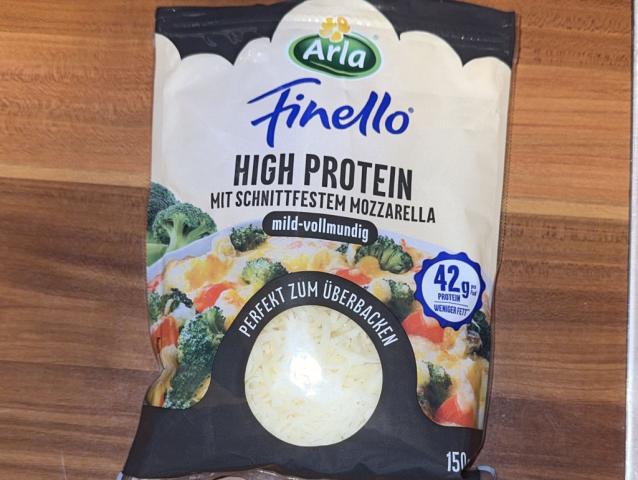 Arla
Finello
HIGH PROTEIN
MIT SCHNITTFESTEM MOZZARELLA
mild-vollmundig
42g
PROTEIN
WENIGER FETT
PERFEKT ZUM ÜBERBACKEN
150